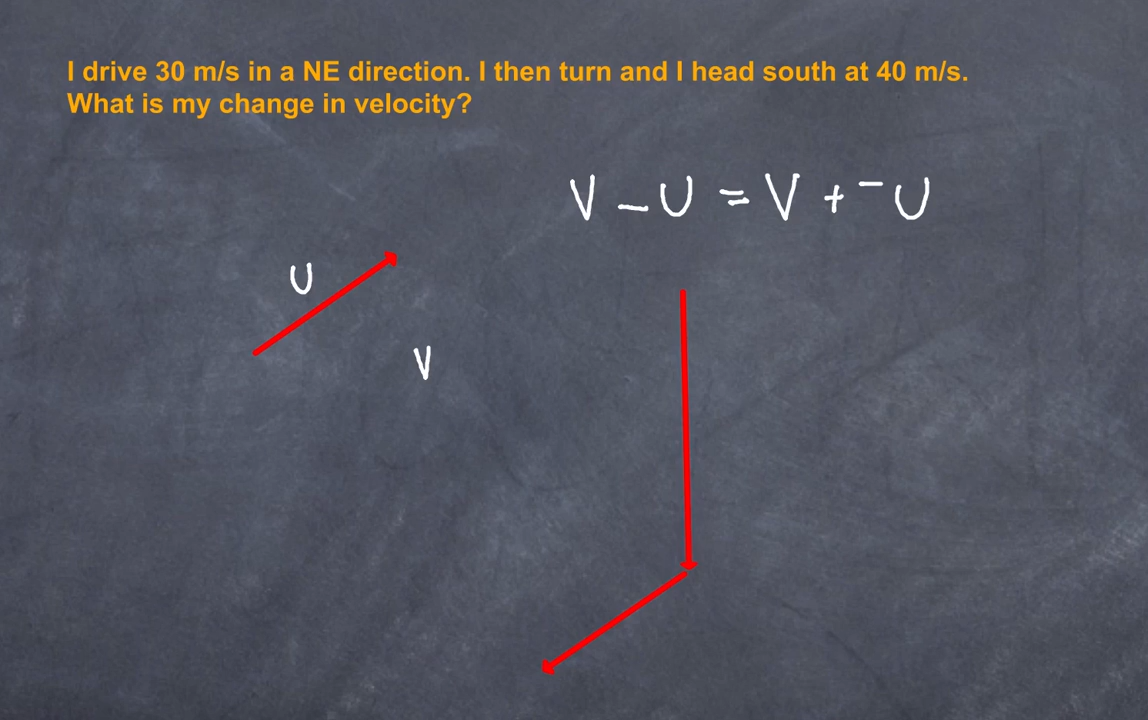 I drive 30 m/s in a NE direction. I then turn and I head south at 40 m/s.
What is my change in velocity?
V - U = V + ⁻U
U
V